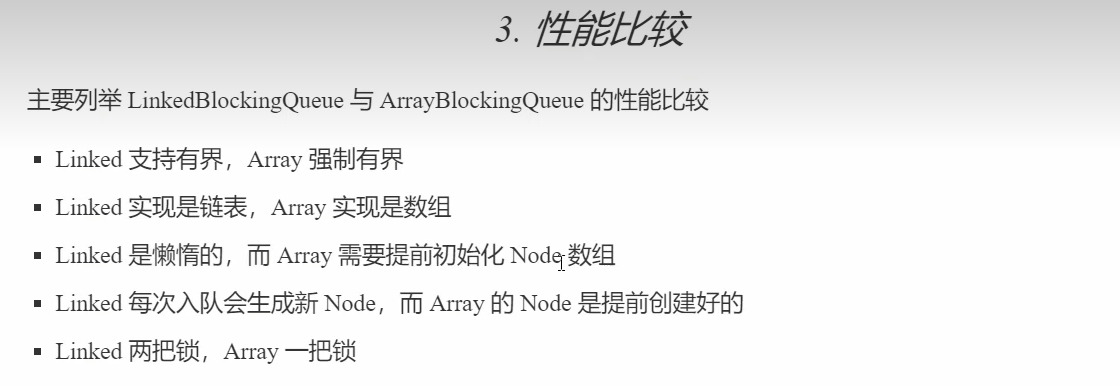 3. 性能比较
主要列举 LinkedBlockingQueue 与 ArrayBlockingQueue 的性能比较
▪ Linked 支持有界，Array 强制有界
▪ Linked 实现是链表，Array 实现是数组
▪ Linked 是懒惰的，而 Array 需要提前初始化 Node 数组
▪ Linked 每次入队会生成新 Node，而 Array 的 Node 是提前创建好的
▪ Linked 两把锁，Array 一把锁